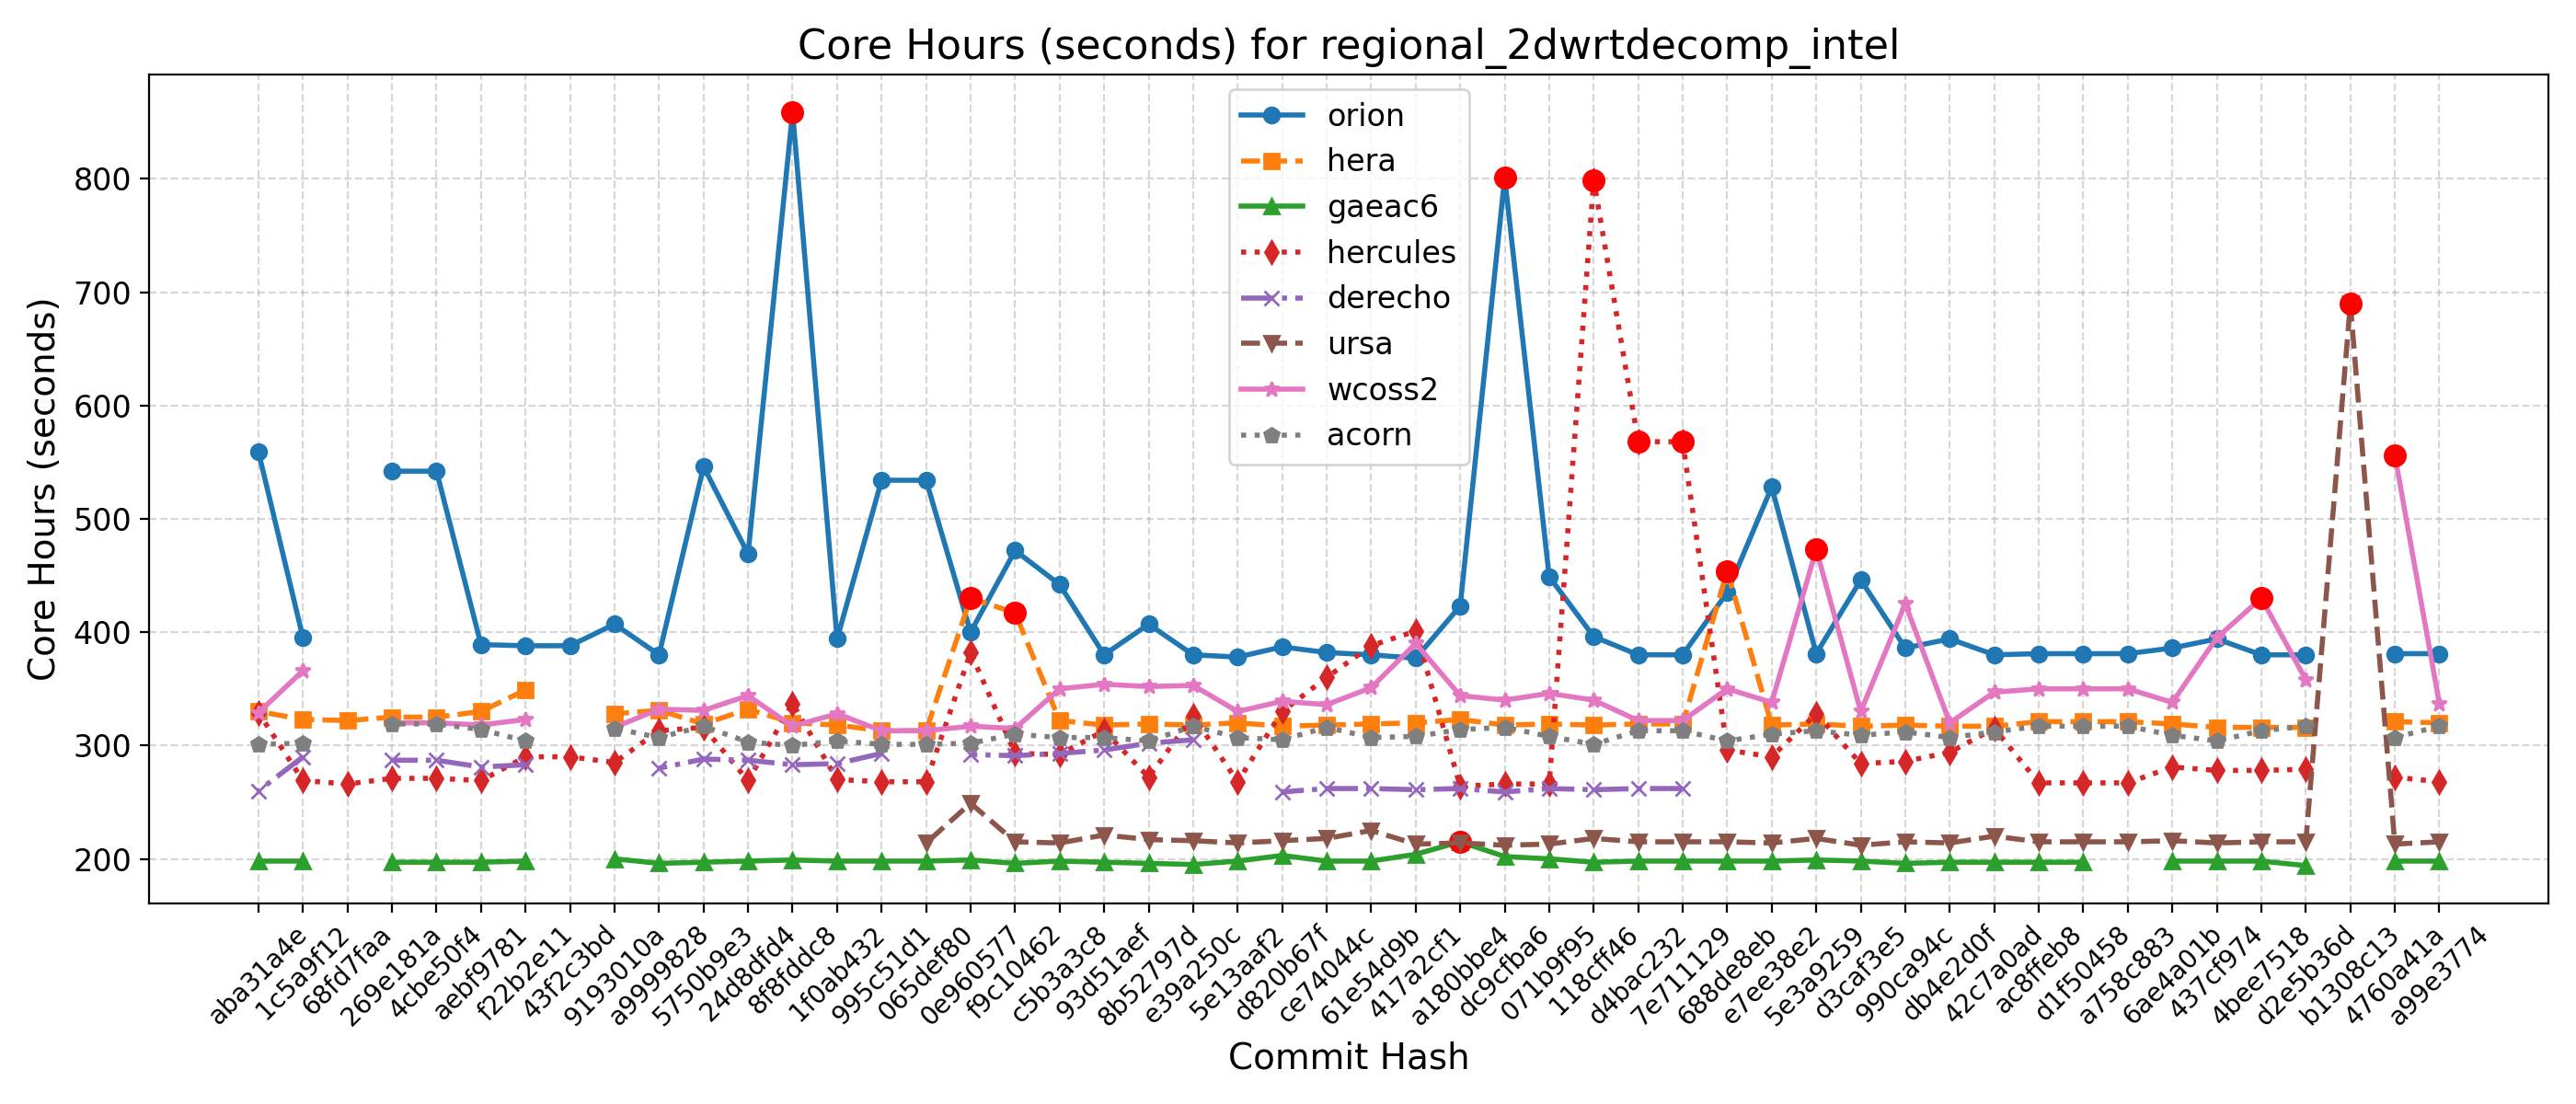 Core Hours (seconds) for regional_2dwrtdecomp_intel
Core Hours (seconds)
800
700
600
500
400
300
200
orion
hera
gaeac6
hercules
derecho
ursa
wcoss2
acorn
aba31a4e
1c5a9f12
68fd7faa
269e181a
4cbe50f4
aebf9781
f22b2e11
43f2c3bd
9193010a
a9999828
5750b9e3
24d8dfd4
8f8fddc8
1f0ab432
995c51d1
065def80
0e960577
f9c10462
c5b3a3c8
93d51aef
8b52797d
e39a250c
5e13aaf2
d820b67f
ce74044c
61e54d9b
417a2cf1
a180bbe4
dc9cfba6
071b9f95
118cff46
d4bac232
7e711129
688de8eb
e7ee38e2
5e3a9259
d3caf3e5
990ca94c
db4e2d0f
42c7a0ad
ac8ffeb8
d1f50458
a758c883
6ae4a01b
437cf974
4bee7518
d2e5b36d
b1308c13
4760a41a
a99e3774
Commit Hash